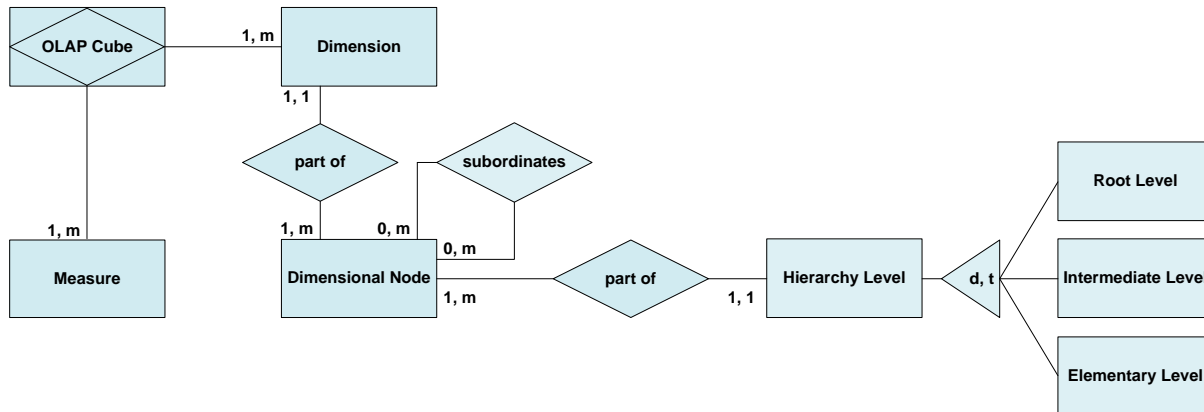 OLAP Cube
1, m
Dimension
1, 1
part of
subordinates
Root Level
1, m
1, m
0, m
0, m
Measure
Dimensional Node
1, m
part of
1, 1
Hierarchy Level
d, t
Intermediate Level
Elementary Level